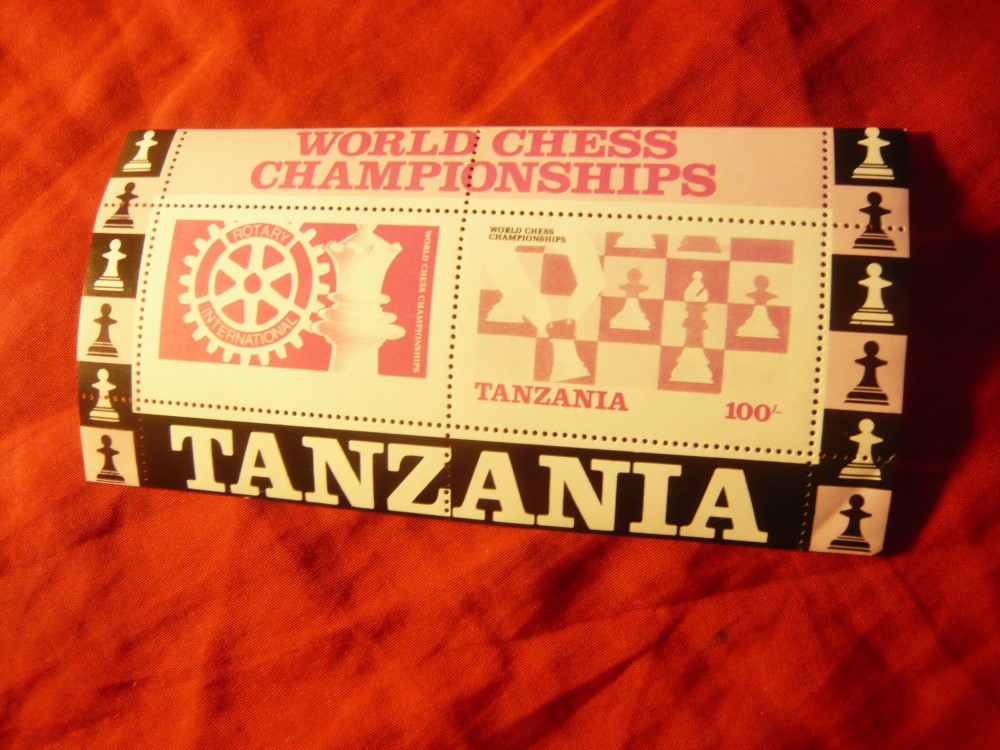 WORLD CHESS
CHAMPIONSHIPS
ROTARY
INTERNATIONAL
WORLD CHESS CHAMPIONSHIPS
WORLD CHESS
CHAMPIONSHIPS
TANZANIA
100/-
TANZANIA